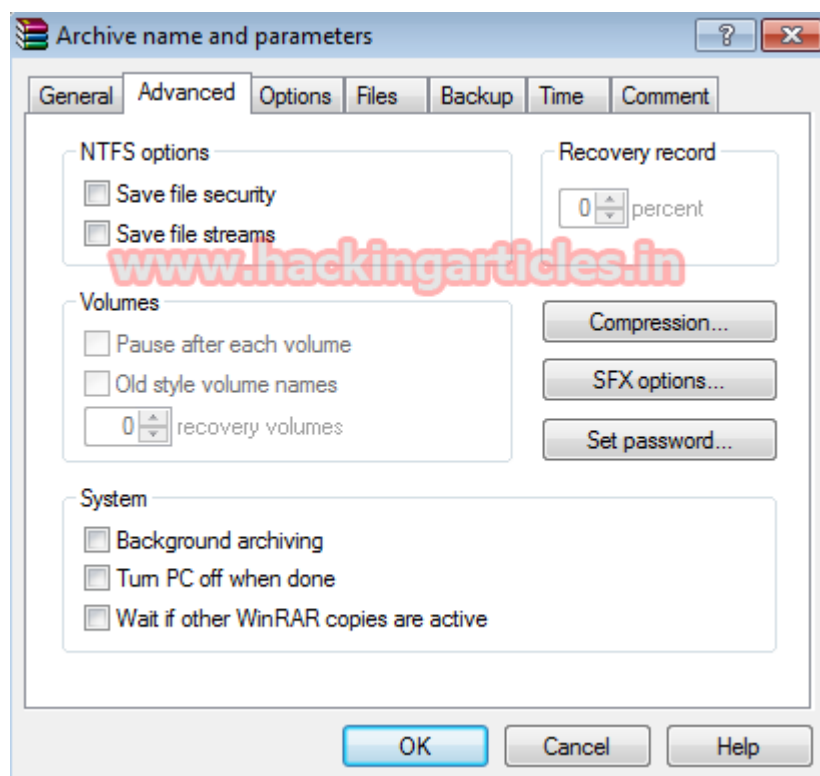 Archive name and parameters
General Advanced Options Files Backup Time Comment
NTFS options
Save file security
Save file streams
Recovery record
0 percent
www.hackingarticles.in
Volumes
Pause after each volume
Old style volume names
0 recovery volumes
Compression...
SFX options...
Set password...
System
Background archiving
Turn PC off when done
Wait if other WinRAR copies are active
OK Cancel Help